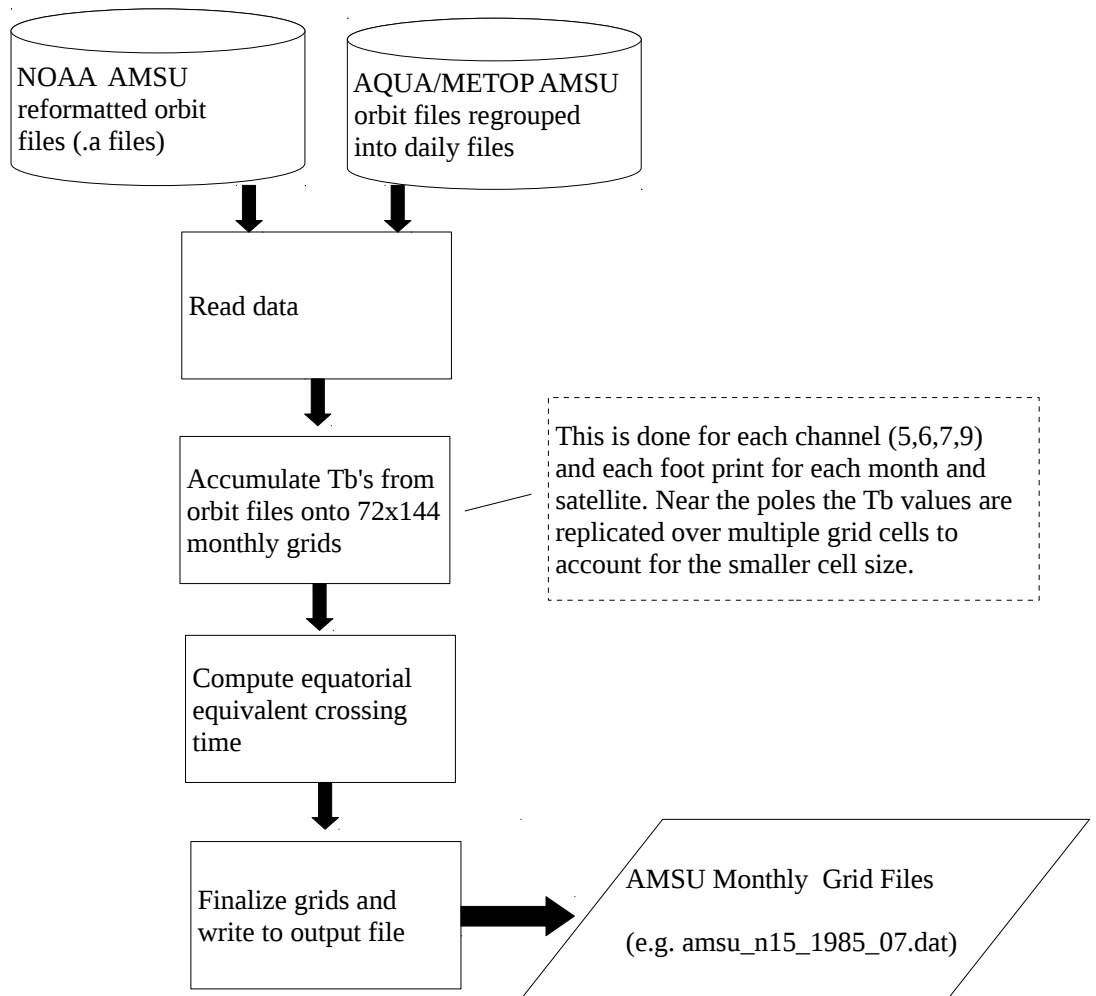 NOAA  AMSU
reformatted orbit
files (.a files)
AQUA/METOP AMSU
orbit files regrouped
into daily files
Read data
Accumulate Tb's from
orbit files onto 72x144
monthly grids
This is done for each channel (5,6,7,9)
and each foot print for each month and
satellite. Near the poles the Tb values are
replicated over multiple grid cells to
account for the smaller cell size.
Compute equatorial
equivalent crossing
time
Finalize grids and
write to output file
AMSU Monthly  Grid Files
(e.g. amsu_n15_1985_07.dat)